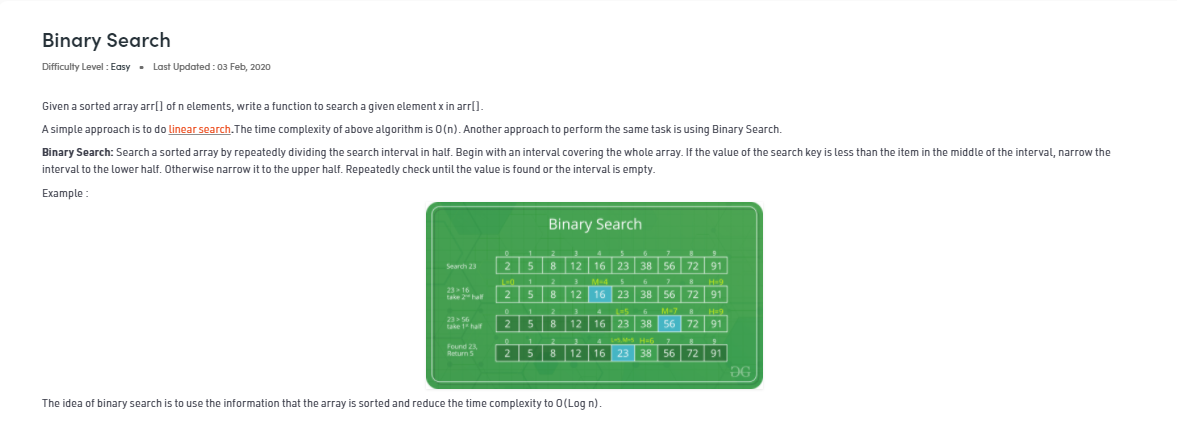 Binary Search
Difficulty Level : Easy • Last Updated : 03 Feb, 2020
Given a sorted array arr[] of n elements, write a function to search a given element x in arr[].
A simple approach is to do linear search.The time complexity of above algorithm is O(n). Another approach to perform the same task is using Binary Search.
Binary Search: Search a sorted array by repeatedly dividing the search interval in half. Begin with an interval covering the whole array. If the value of the search key is less than the item in the middle of the interval, narrow the
interval to the lower half. Otherwise narrow it to the upper half. Repeatedly check until the value is found or the interval is empty.
Example :
Binary Search
0 1 2 3 4 5 6 7 8 9
Search 23 2 5 8 12 16 23 38 56 72 91
L=0 1 2 3 M=4 5 6 7 8 H=9
23 > 16
take 2nd half 2 5 8 12 16 23 38 56 72 91
0 1 2 3 4 L=5 6 M=7 8 H=9
23 > 56
take 1st half 2 5 8 12 16 23 38 56 72 91
0 1 2 3 4 L=5, M=5 H=6 7 8 9
Found 23,
Return 5 2 5 8 12 16 23 38 56 72 91
The idea of binary search is to use the information that the array is sorted and reduce the time complexity to O(Log n).